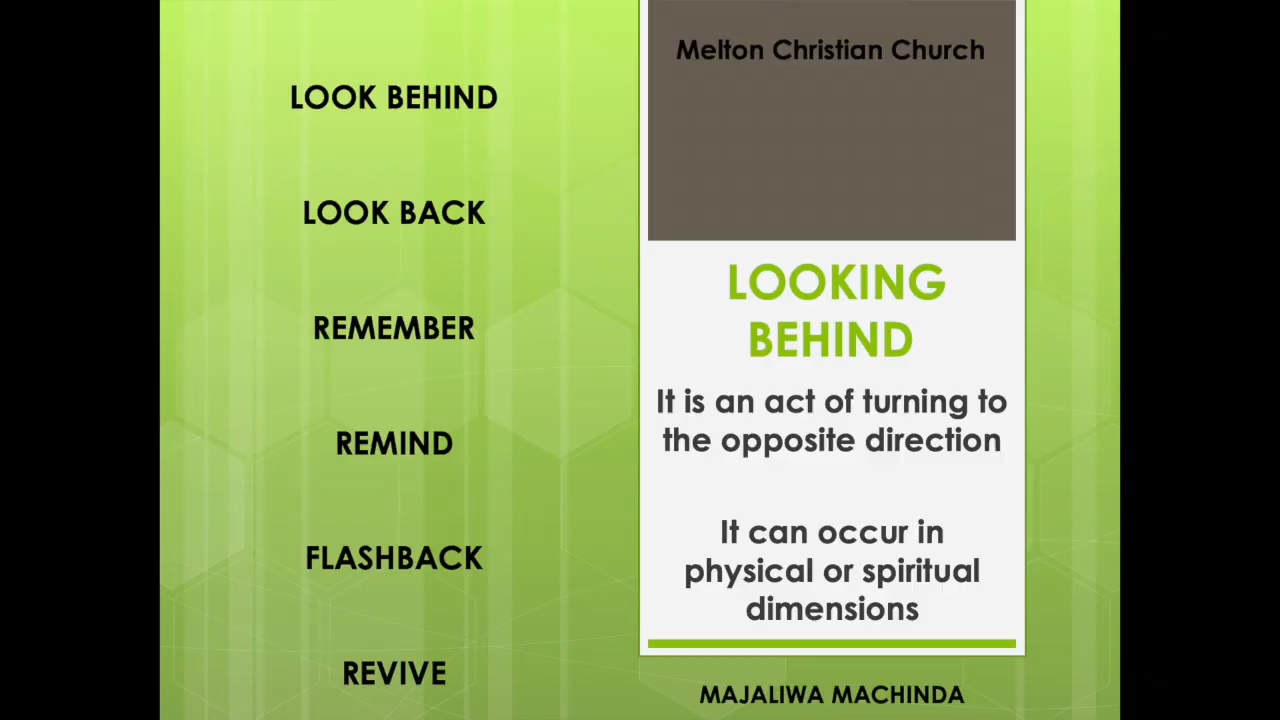 LOOK BEHIND
LOOK BACK
REMEMBER
REMIND
FLASHBACK
REVIVE
Melton Christian Church
LOOKING
BEHIND
It is an act of turning to
the opposite direction
It can occur in
physical or spiritual
dimensions
MAJALIWA MACHINDA